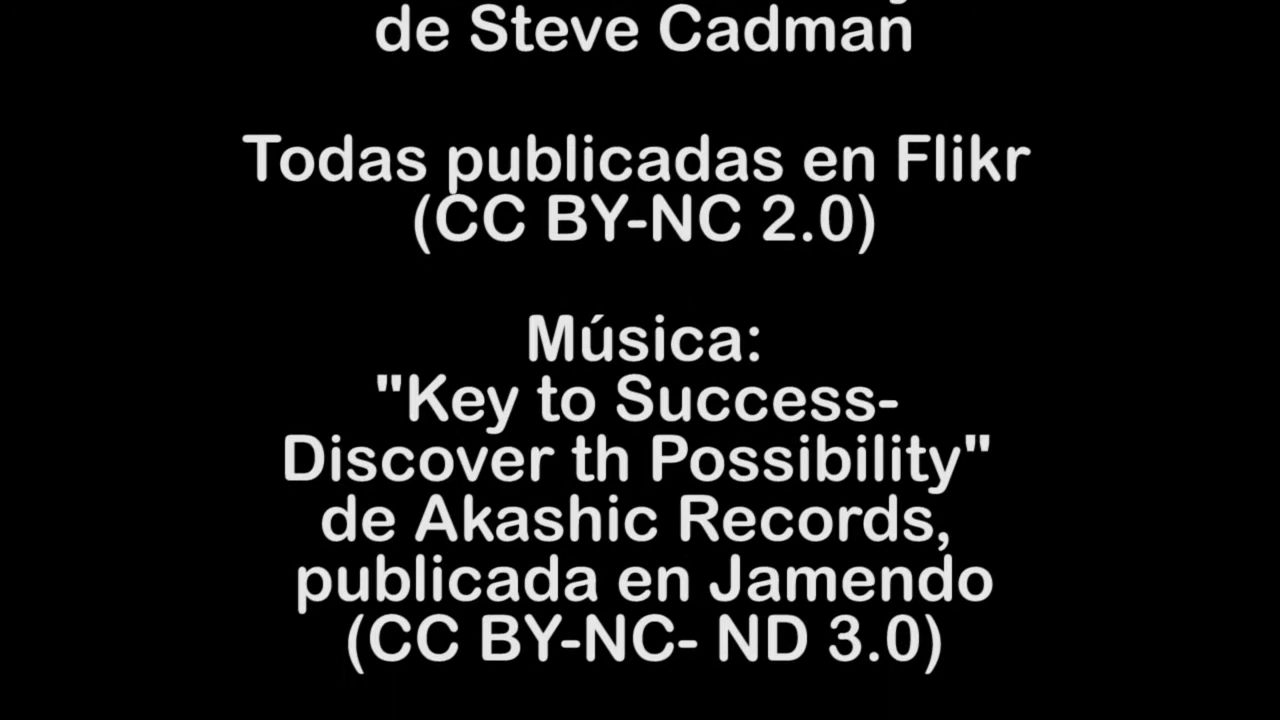 de Steve Cadman
Todas publicadas en Flikr
(CC BY-NC 2.0)
Música:
"Key to Success-
Discover th Possibility"
de Akashic Records,
publicada en Jamendo
(CC BY-NC- ND 3.0)